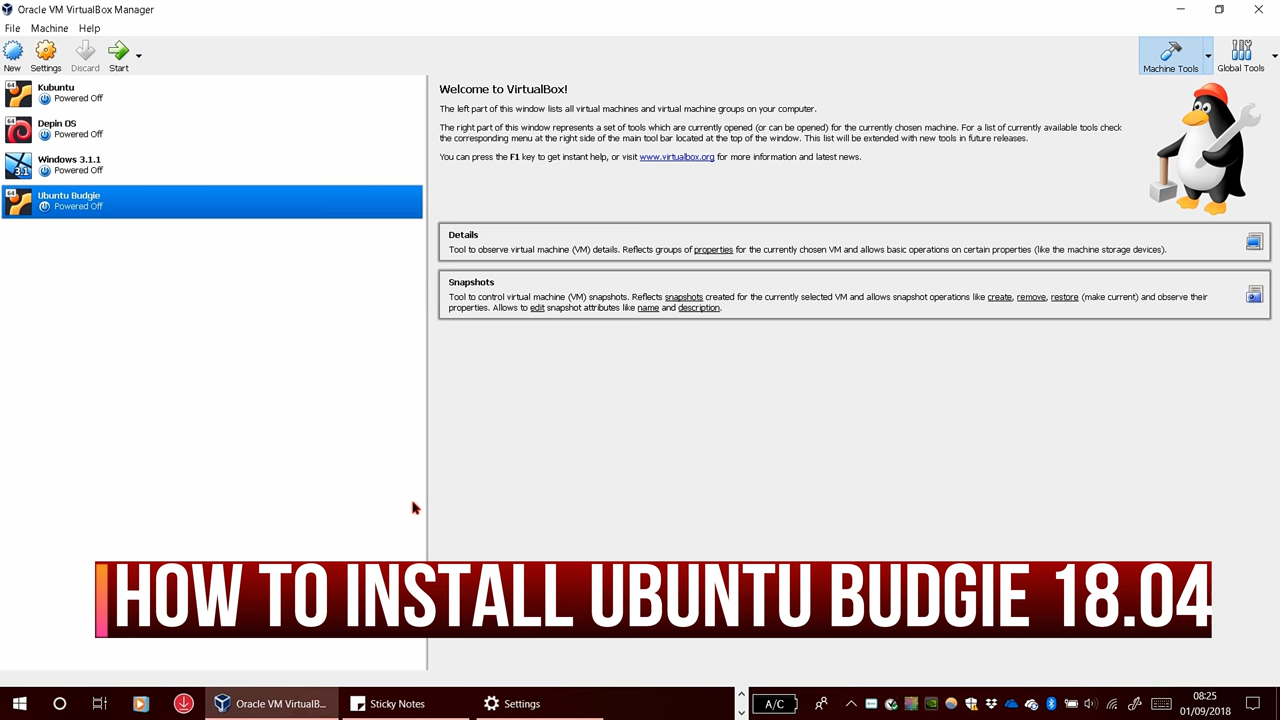 Oracle VM VirtualBox Manager
File Machine Help
New Settings Discard Start
Machine Tools Global Tools
64 Kubuntu
Powered Off
64 Depin OS
Powered Off
Windows 3.1.1
3.1 Powered Off
64 Ubuntu Budgie
Powered Off
Welcome to VirtualBox!
The left part of this window lists all virtual machines and virtual machine groups on your computer.
The right part of this window represents a set of tools which are currently opened (or can be opened) for the currently chosen machine. For a list of currently available tools check
the corresponding menu at the right side of the main tool bar located at the top of the window. This list will be extended with new tools in future releases.
You can press the F1 key to get instant help, or visit www.virtualbox.org for more information and latest news.
Details
Tool to observe virtual machine (VM) details. Reflects groups of properties for the currently chosen VM and allows basic operations on certain properties (like the machine storage devices).
Snapshots
Tool to control virtual machine (VM) snapshots. Reflects snapshots created for the currently selected VM and allows snapshot operations like create, remove, restore (make current) and observe their
properties. Allows to edit snapshot attributes like name and description.
HOW TO INSTALL UBUNTU BUDGIE 18.04
Oracle VM VirtualB... Sticky Notes Settings A/C 08:25
01/09/2018